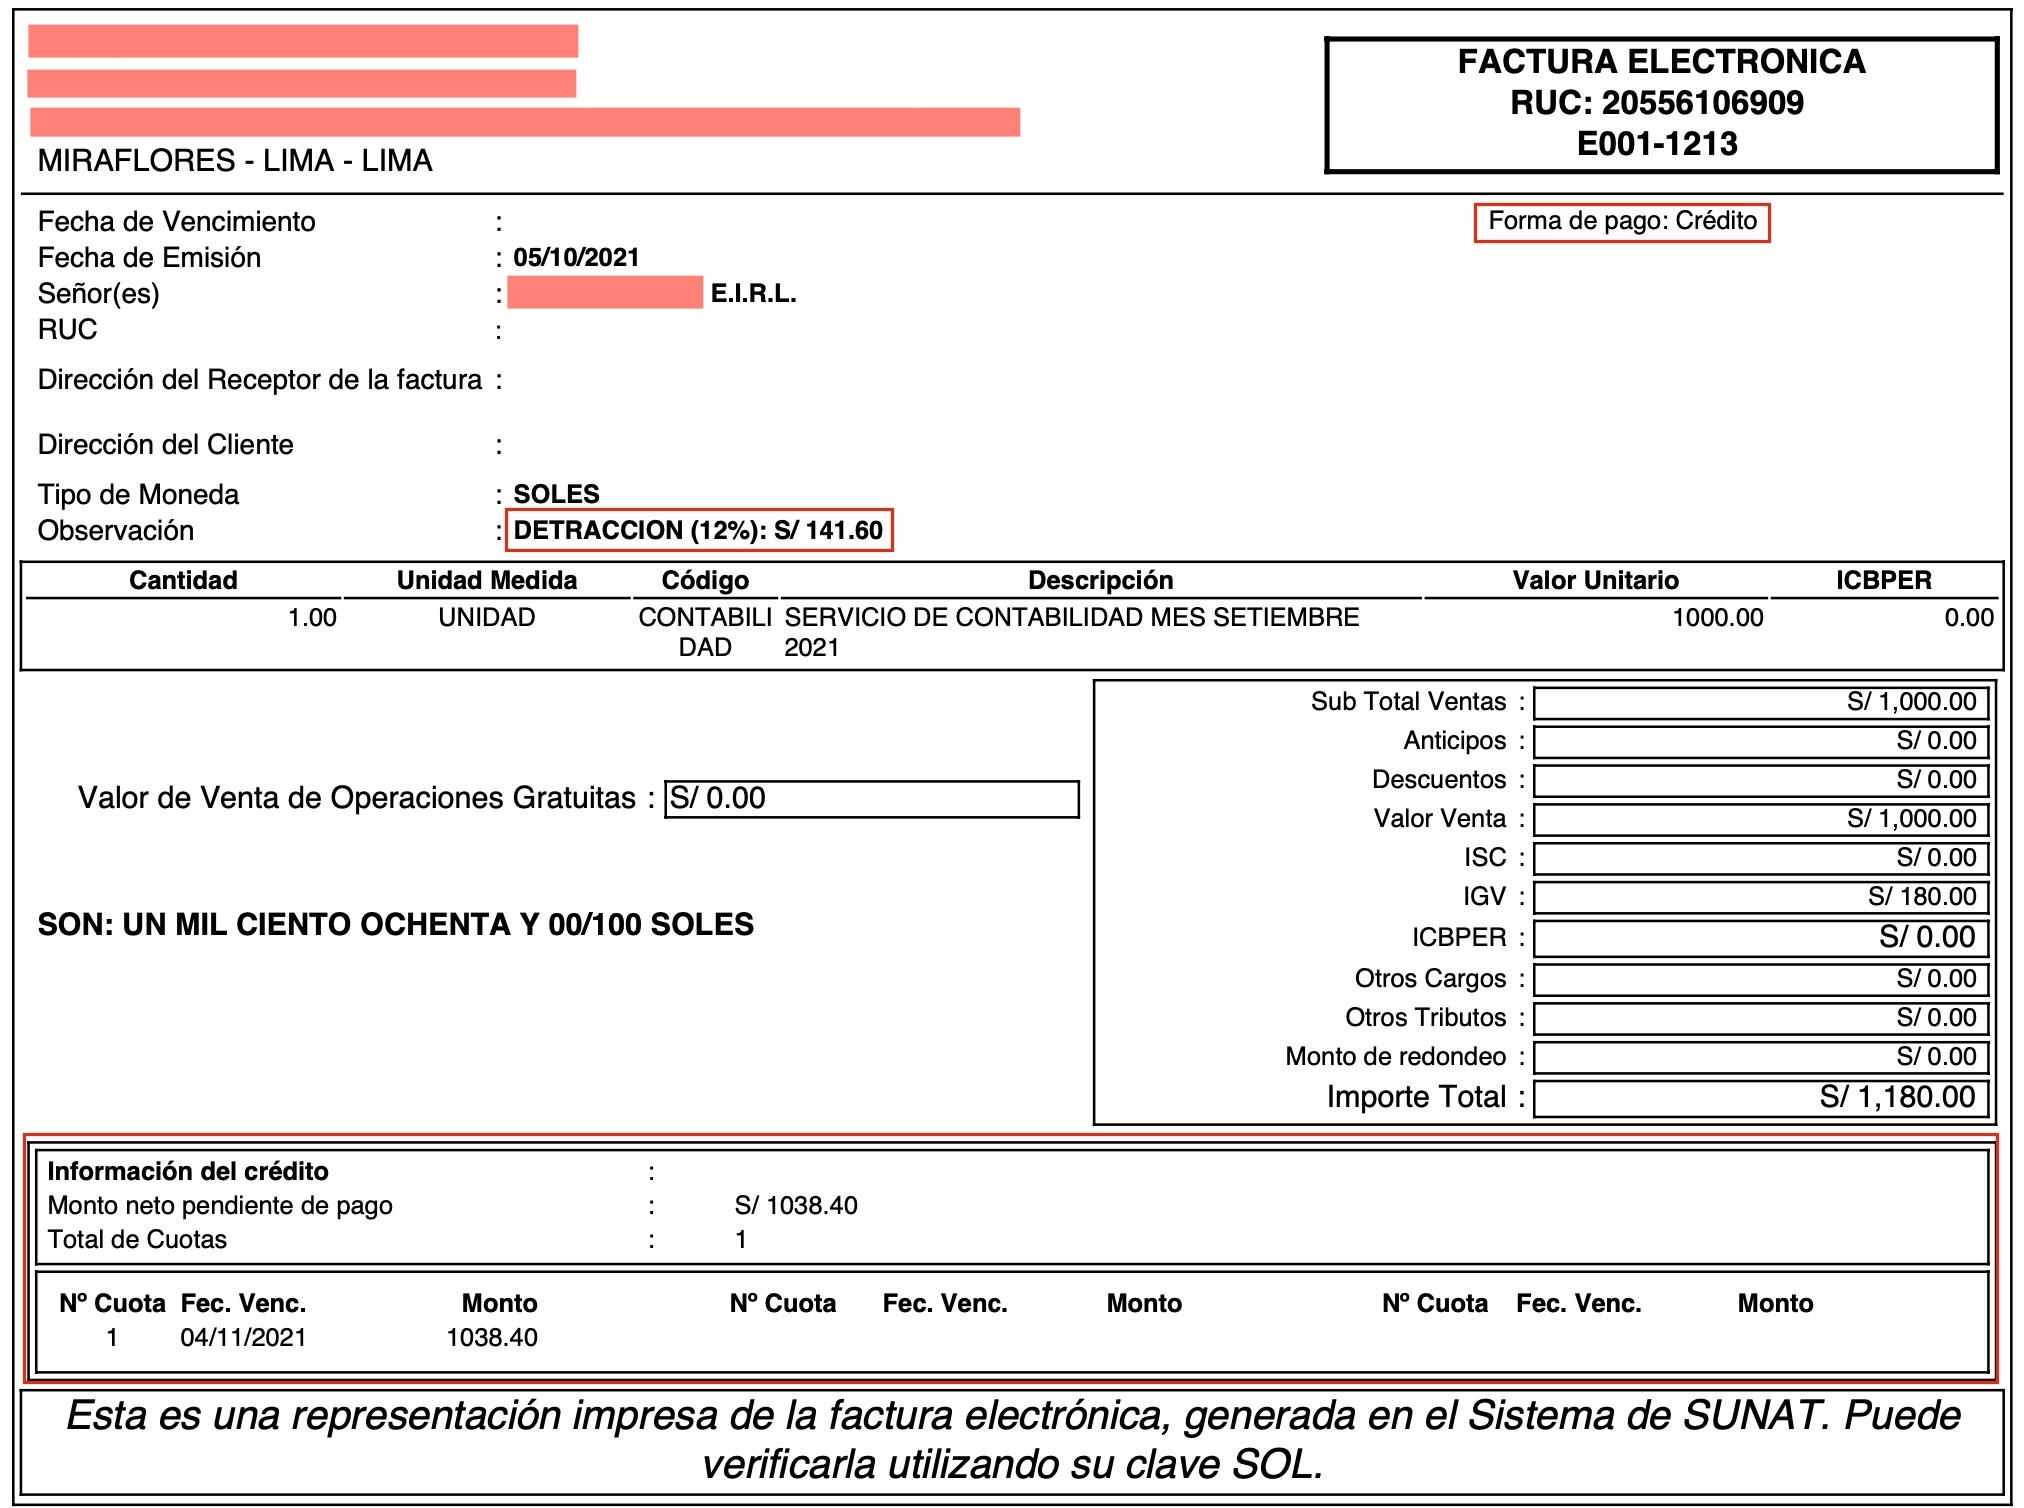 FACTURA ELECTRONICA
RUC: 20556106909
E001-1213
MIRAFLORES - LIMA - LIMA
Fecha de Vencimiento :
Forma de pago: Crédito
Fecha de Emisión : 05/10/2021
Señor(es) : E.I.R.L.
RUC :
Dirección del Receptor de la factura :
Dirección del Cliente :
Tipo de Moneda : SOLES
Observación : DETRACCION (12%): S/ 141.60
Cantidad Unidad Medida Código Descripción Valor Unitario ICBPER
1.00 UNIDAD CONTABILI SERVICIO DE CONTABILIDAD MES SETIEMBRE 1000.00 0.00
DAD 2021
Sub Total Ventas : S/ 1,000.00
Anticipos : S/ 0.00
Descuentos : S/ 0.00
Valor de Venta de Operaciones Gratuitas : S/ 0.00
Valor Venta : S/ 1,000.00
ISC : S/ 0.00
IGV : S/ 180.00
SON: UN MIL CIENTO OCHENTA Y 00/100 SOLES
ICBPER : S/ 0.00
Otros Cargos : S/ 0.00
Otros Tributos : S/ 0.00
Monto de redondeo : S/ 0.00
Importe Total : S/ 1,180.00
Información del crédito :
Monto neto pendiente de pago : S/ 1038.40
Total de Cuotas : 1
Nº Cuota Fec. Venc. Monto Nº Cuota Fec. Venc. Monto Nº Cuota Fec. Venc. Monto
1 04/11/2021 1038.40
Esta es una representación impresa de la factura electrónica, generada en el Sistema de SUNAT. Puede
verificarla utilizando su clave SOL.